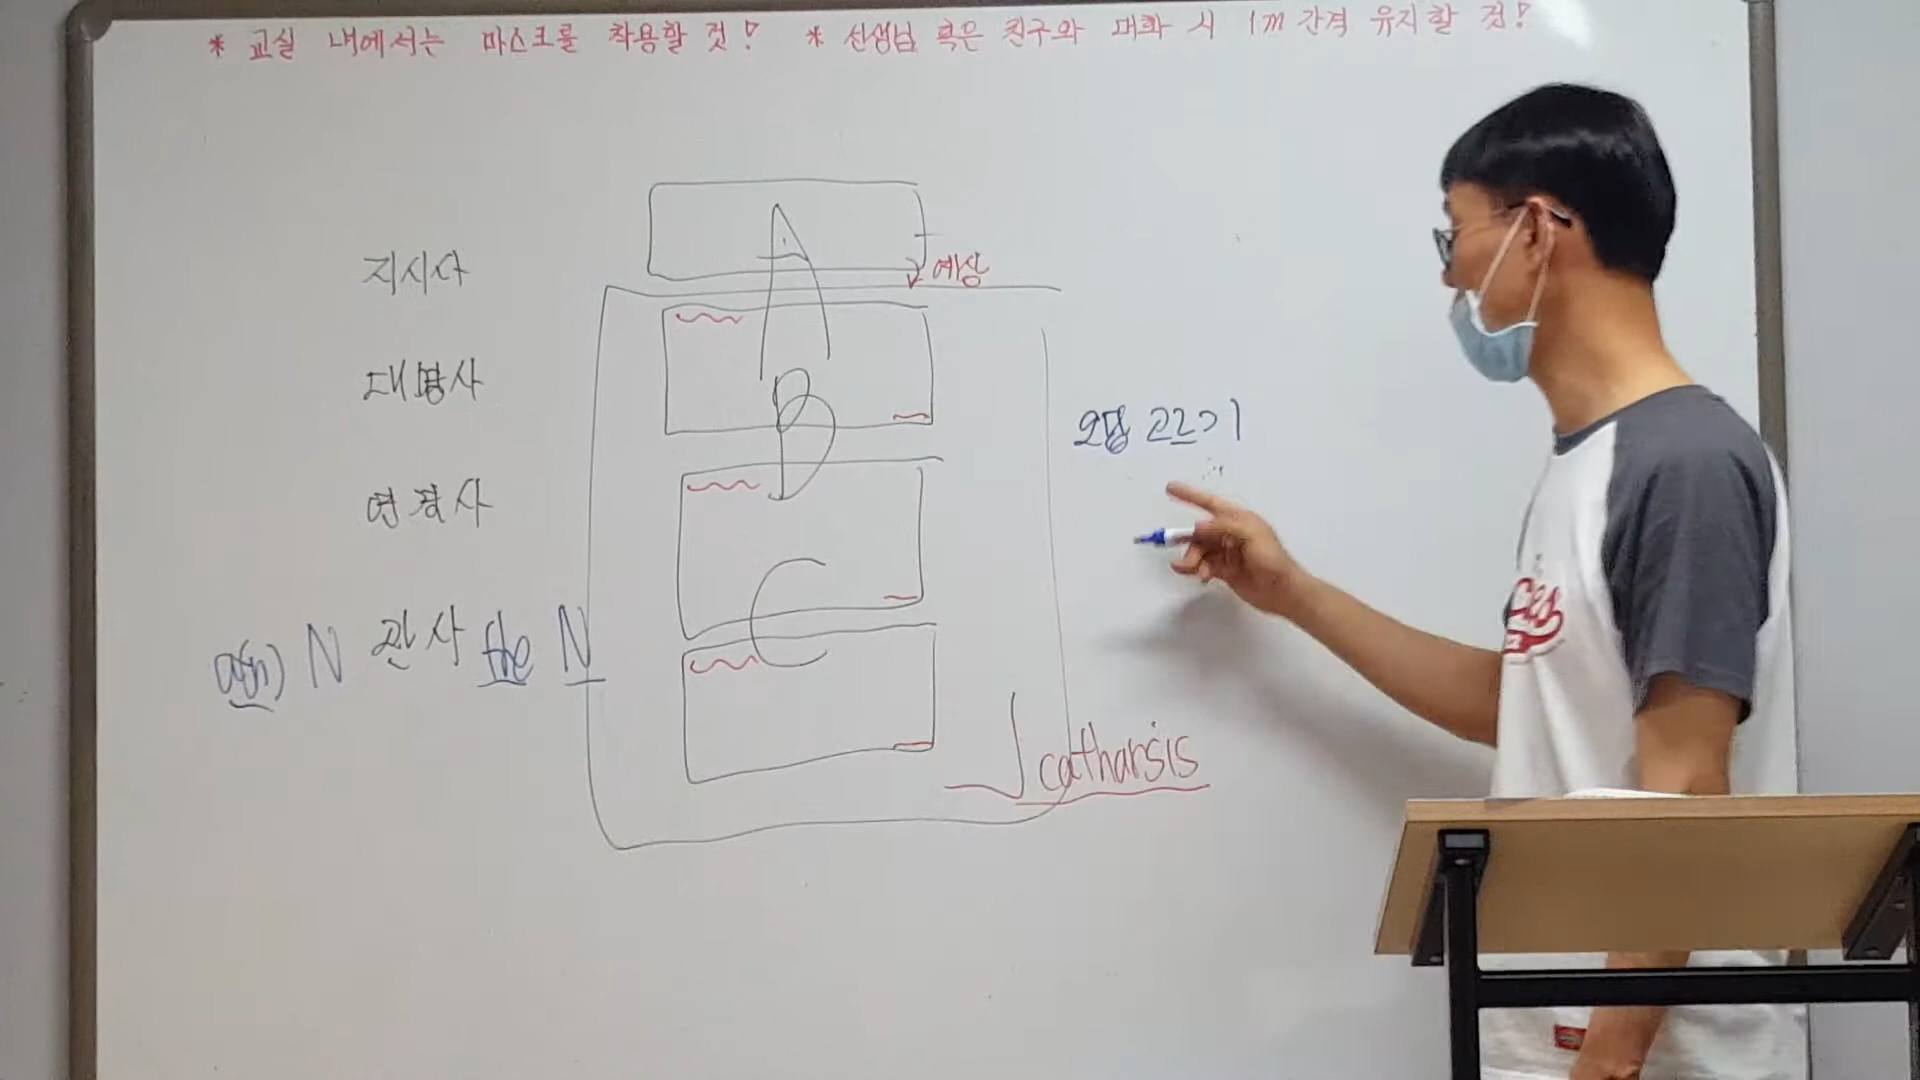 * 교실 내에서는 마스크를 착용할 것! * 선생님 혹은 친구와 대화 시 1m 간격 유지할 것!
지시사
예상
대명사
A
B
C
오답 고르기
연결사
a(n) N 관사 the N
catharsis